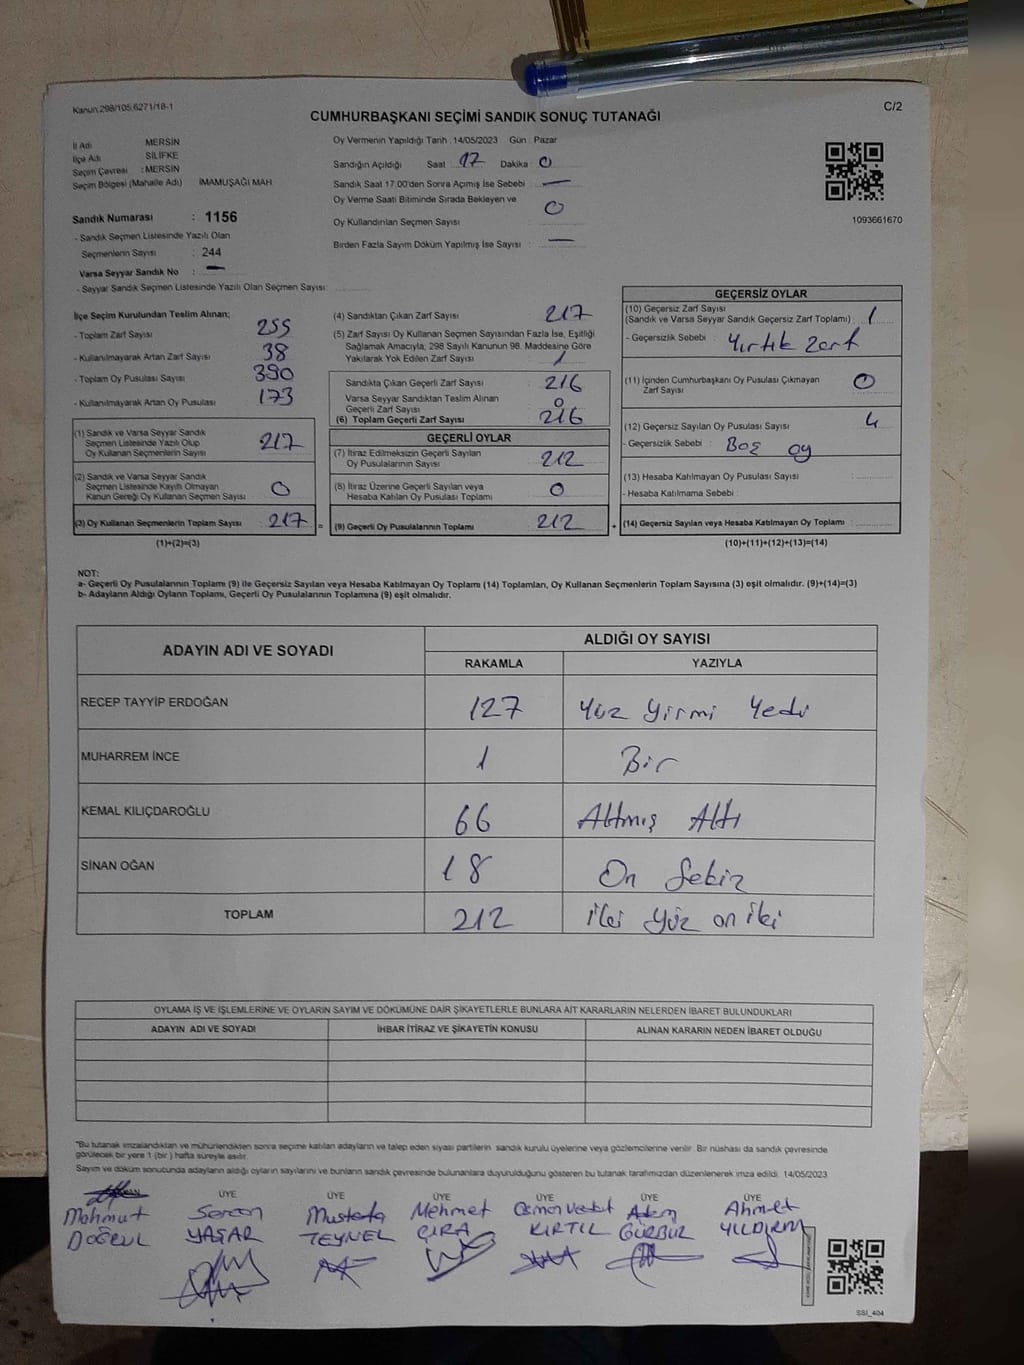 Kanun:298/105,6271/18-1
C/2
CUMHURBAŞKANI SEÇİMİ SANDIK SONUÇ TUTANAĞI
İl Adı MERSİN
İlçe Adı SİLİFKE
Seçim Çevresi : MERSİN
Seçim Bölgesi (Mahalle Adı) İMAMUŞAĞI MAH
Sandık Numarası : 1156
- Sandık Seçmen Listesinde Yazılı Olan
Seçmenlerin Sayısı : 244
Varsa Seyyar Sandık No : —
- Seyyar Sandık Seçmen Listesinde Yazılı Olan Seçmen Sayısı:
Oy Vermenin Yapıldığı Tarih : 14/05/2023 Gün : Pazar
Sandığın Açıldığı Saat : 17 Dakika : 0
Sandık Saat 17.00'den Sonra Açımış İse Sebebi : —
Oy Verme Saati Bitiminde Sırada Bekleyen ve
Oy Kullandırılan Seçmen Sayısı 0
Birden Fazla Sayım Döküm Yapılmış İse Sayısı : —
1093661670
İlçe Seçim Kurulundan Teslim Alınan;
- Toplam Zarf Sayısı 255
- Kullanılmayarak Artan Zarf Sayısı 38
- Toplam Oy Pusulası Sayısı 390
- Kullanılmayarak Artan Oy Pusulası 173
(1) Sandık ve Varsa Seyyar Sandık
Seçmen Listesinde Yazılı Olup
Oy Kullanan Seçmenlerin Sayısı 217
(2) Sandık ve Varsa Seyyar Sandık
Seçmen Listesinde Kayıtlı Olmayan
Kanun Gereği Oy Kullanan Seçmen Sayısı 0
(3) Oy Kullanan Seçmenlerin Toplam Sayısı 217 =
(1)+(2)=(3)
(4) Sandıktan Çıkan Zarf Sayısı 217
(5) Zarf Sayısı Oy Kullanan Seçmen Sayısından Fazla İse, Eşitliği
Sağlamak Amacıyla; 298 Sayılı Kanunun 98. Maddesine Göre
Yakılarak Yok Edilen Zarf Sayısı 1
Sandıkta Çıkan Geçerli Zarf Sayısı 216
Varsa Seyyar Sandıktan Teslim Alınan
Geçerli Zarf Sayısı 0
(6) Toplam Geçerli Zarf Sayısı 216
GEÇERLİ OYLAR
(7) İtiraz Edilmeksizin Geçerli Sayılan
Oy Pusulalarının Sayısı 212
(8) İtiraz Üzerine Geçerli Sayılan veya
Hesaba Katılan Oy Pusulası Toplamı 0
(9) Geçerli Oy Pusulalarının Toplamı 212 +
GEÇERSİZ OYLAR
(10) Geçersiz Zarf Sayısı
(Sandık ve Varsa Seyyar Sandık Geçersiz Zarf Toplamı) : 1
- Geçersizlik Sebebi : Yırtık Zarf
(11) İçinden Cumhurbaşkanı Oy Pusulası Çıkmayan
Zarf Sayısı 0
(12) Geçersiz Sayılan Oy Pusulası Sayısı 4
- Geçersizlik Sebebi : Boş oy
(13) Hesaba Katılmayan Oy Pusulası Sayısı :
- Hesaba Katılmama Sebebi :
(14) Geçersiz Sayılan veya Hesaba Katılmayan Oy Toplamı :
(10)+(11)+(12)+(13)=(14)
NOT:
a- Geçerli Oy Pusulalarının Toplamı (9) ile Geçersiz Sayılan veya Hesaba Katılmayan Oy Toplamı (14) Toplamları, Oy Kullanan Seçmenlerin Toplam Sayısına (3) eşit olmalıdır. (9)+(14)=(3)
b- Adayların Aldığı Oyların Toplamı, Geçerli Oy Pusulalarının Toplamına (9) eşit olmalıdır.
ADAYIN ADI VE SOYADI ALDIĞI OY SAYISI
RAKAMLA YAZIYLA
RECEP TAYYİP ERDOĞAN 127 Yüz Yirmi Yedi
MUHARREM İNCE 1 Bir
KEMAL KILIÇDAROĞLU 66 Altmış Altı
SİNAN OĞAN 18 On Sekiz
TOPLAM 212 İki Yüz on iki
OYLAMA İŞ VE İŞLEMLERİNE VE OYLARIN SAYIM VE DÖKÜMÜNE DAİR ŞİKAYETLERLE BUNLARA AİT KARARLARIN NELERDEN İBARET BULUNDUKLARI
ADAYIN ADI VE SOYADI İHBAR İTİRAZ VE ŞİKAYETİN KONUSU ALINAN KARARIN NEDEN İBARET OLDUĞU
*Bu tutanak imzalandıktan ve mühürlendikten sonra seçime katılan adayların ve talep eden siyasi partilerin sandık kurulu üyelerine veya gözlemcilerine verilir. Bir nüshası da sandık çevresinde
görülecek bir yere 1 (bir ) hafta süreyle asılır.
Sayım ve döküm sonucunda adayların aldığı oyların sayılarını ve bunların sandık çevresinde bulunanlara duyurulduğunu gösteren bu tutanak tarafımızdan düzenlenerek imza edildi. 14/05/2023
ÜYE ÜYE ÜYE ÜYE ÜYE ÜYE
Mahmut Sercan Mustafa Mehmet Osman Vedat Adem Ahmet
DOĞRUL YAŞAR TEYNEL ÇIRA KIRTIL GÜRBÜZ YILDIRIM
SSI_404